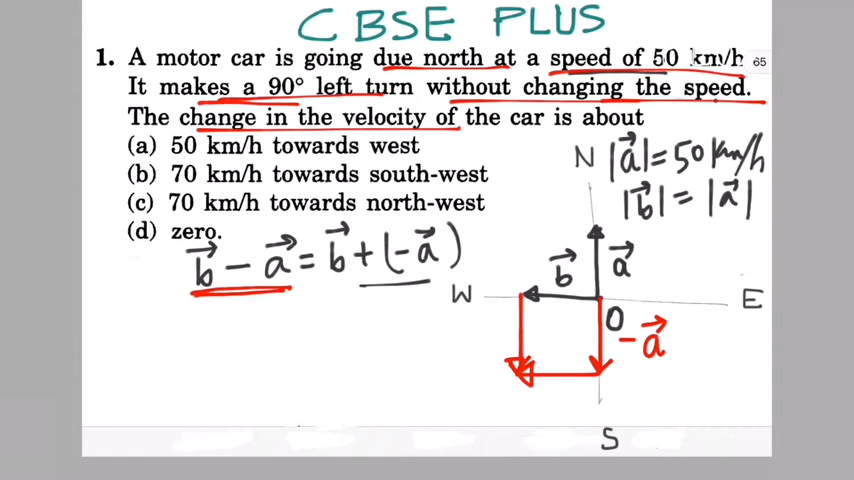 CBSE PLUS
1. A motor car is going due north at a speed of 50 km/h 65
It makes a 90° left turn without changing the speed.
The change in the velocity of the car is about
(a) 50 km/h towards west
(b) 70 km/h towards south-west
(c) 70 km/h towards north-west
(d) zero.
N |a⃗| = 50 km/h
|b⃗| = |a⃗|
b⃗ - a⃗ = b⃗ + (-a⃗)
b⃗ a⃗
W E
O
-a⃗
S